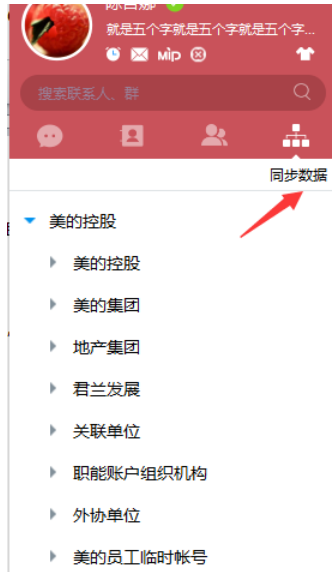 就是五个字就是五个字就是五个字...
mip
搜索联系人、群
同步数据
美的控股
美的控股
美的集团
地产集团
君兰发展
关联单位
职能账户组织机构
外协单位
美的员工临时帐号